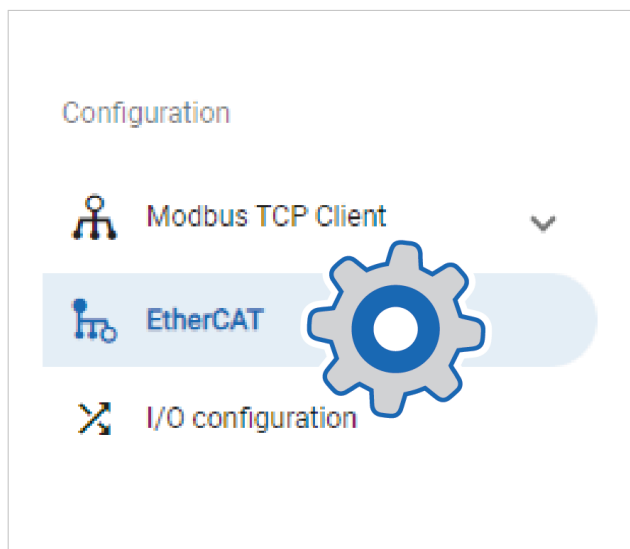 Configuration
Modbus TCP Client
EtherCAT
I/O configuration